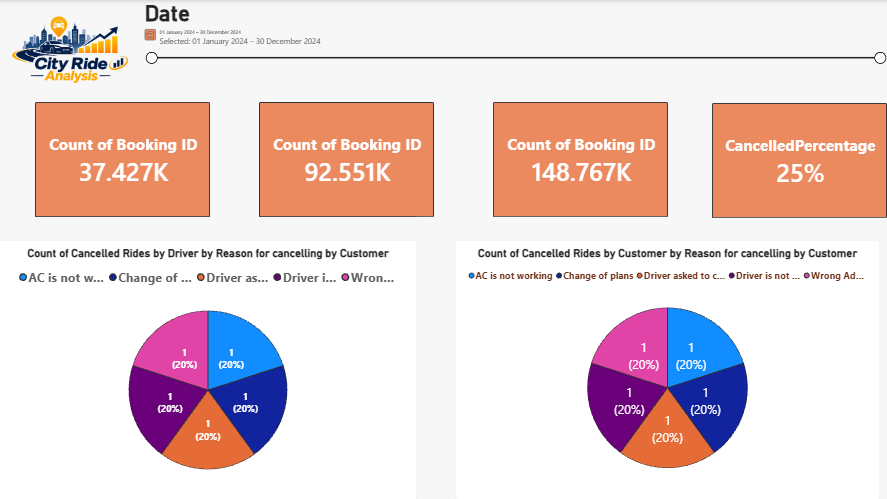 Date
01 January 2024 – 30 December 2024
Selected: 01 January 2024 – 30 December 2024
City Ride
Analysis
Count of Booking ID
37.427K
Count of Booking ID
92.551K
Count of Booking ID
148.767K
CancelledPercentage
25%
Count of Cancelled Rides by Driver by Reason for cancelling by Customer
AC is not w... Change of ... Driver as... Driver i... Wron...
1
(20%)
1
(20%)
1
(20%)
1
(20%)
1
(20%)
Count of Cancelled Rides by Customer by Reason for cancelling by Customer
AC is not working Change of plans Driver asked to c... Driver is not ... Wrong Ad...
1
(20%)
1
(20%)
1
(20%)
1
(20%)
1
(20%)